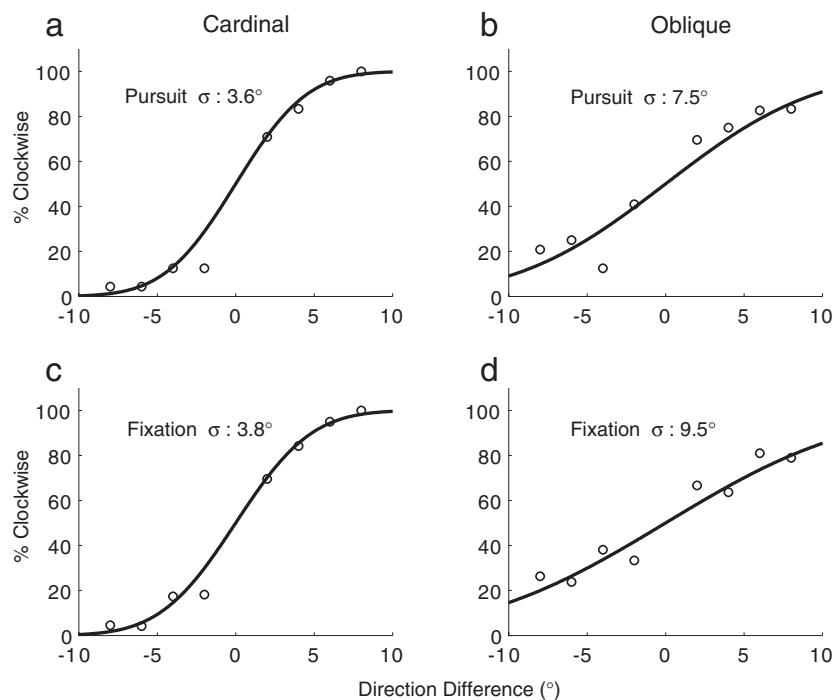 a Cardinal b Oblique
100
80
60
40
20
0
-10 -5 0 5 10
% Clockwise
Pursuit σ : 3.6°
100
80
60
40
20
0
-10 -5 0 5 10
Pursuit σ : 7.5°
c
100
80
60
40
20
0
-10 -5 0 5 10
% Clockwise
Fixation σ : 3.8°
d
100
80
60
40
20
0
-10 -5 0 5 10
Fixation σ : 9.5°
Direction Difference (°)